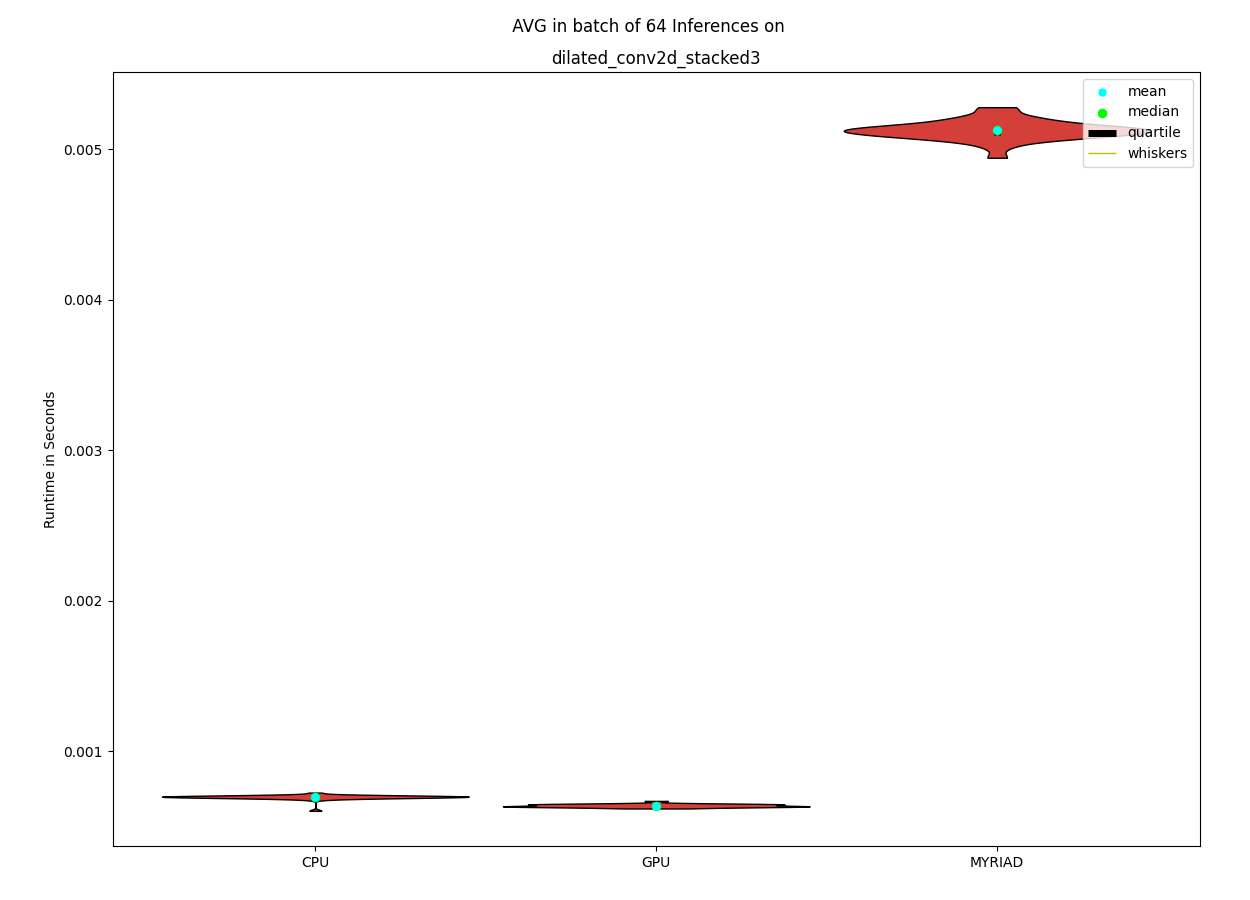 AVG in batch of 64 Inferences on
dilated_conv2d_stacked3
mean
median
quartile
whiskers
Runtime in Seconds
0.005
0.004
0.003
0.002
0.001
CPU
GPU
MYRIAD